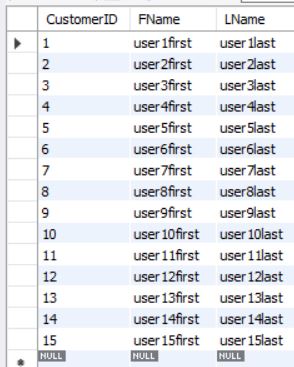 CustomerID FName LName
1 user1first user1last
2 user2first user2last
3 user3first user3last
4 user4first user4last
5 user5first user5last
6 user6first user6last
7 user7first user7last
8 user8first user8last
9 user9first user9last
10 user10first user10last
11 user11first user11last
12 user12first user12last
13 user13first user13last
14 user14first user14last
15 user15first user15last
NULL NULL NULL